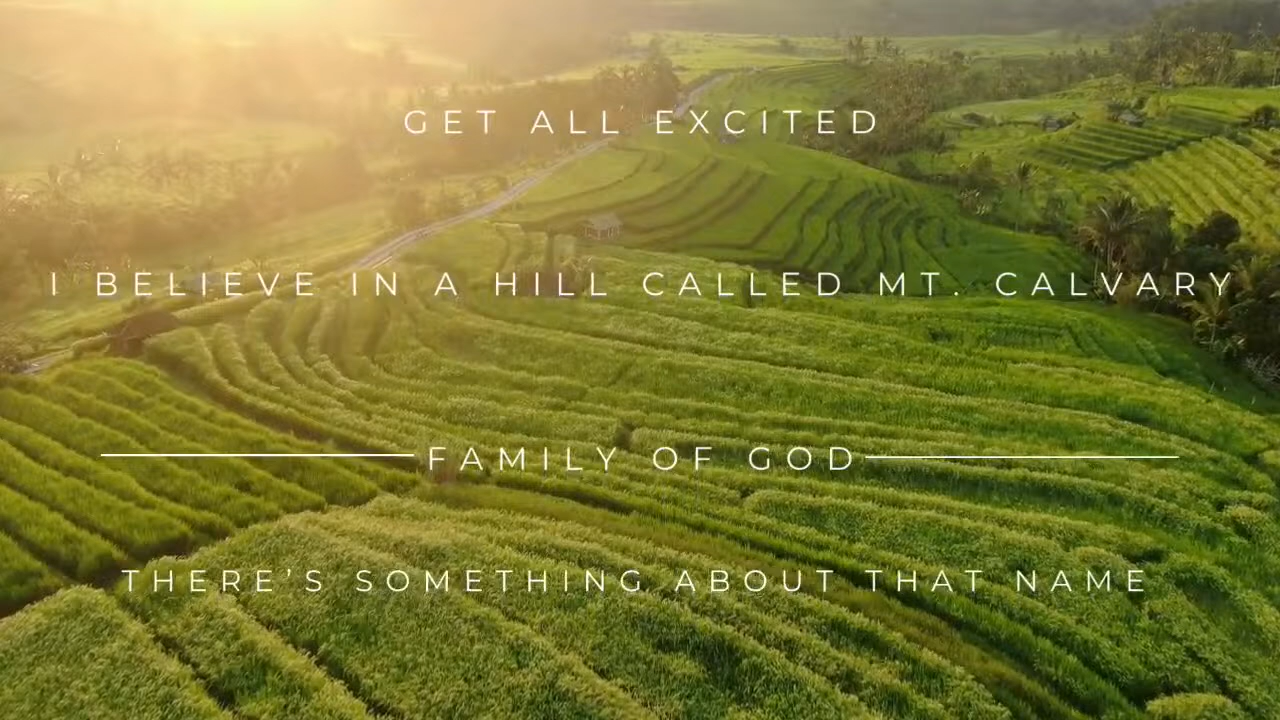 GET ALL EXCITED
I BELIEVE IN A HILL CALLED MT. CALVARY
FAMILY OF GOD
THERE'S SOMETHING ABOUT THAT NAME